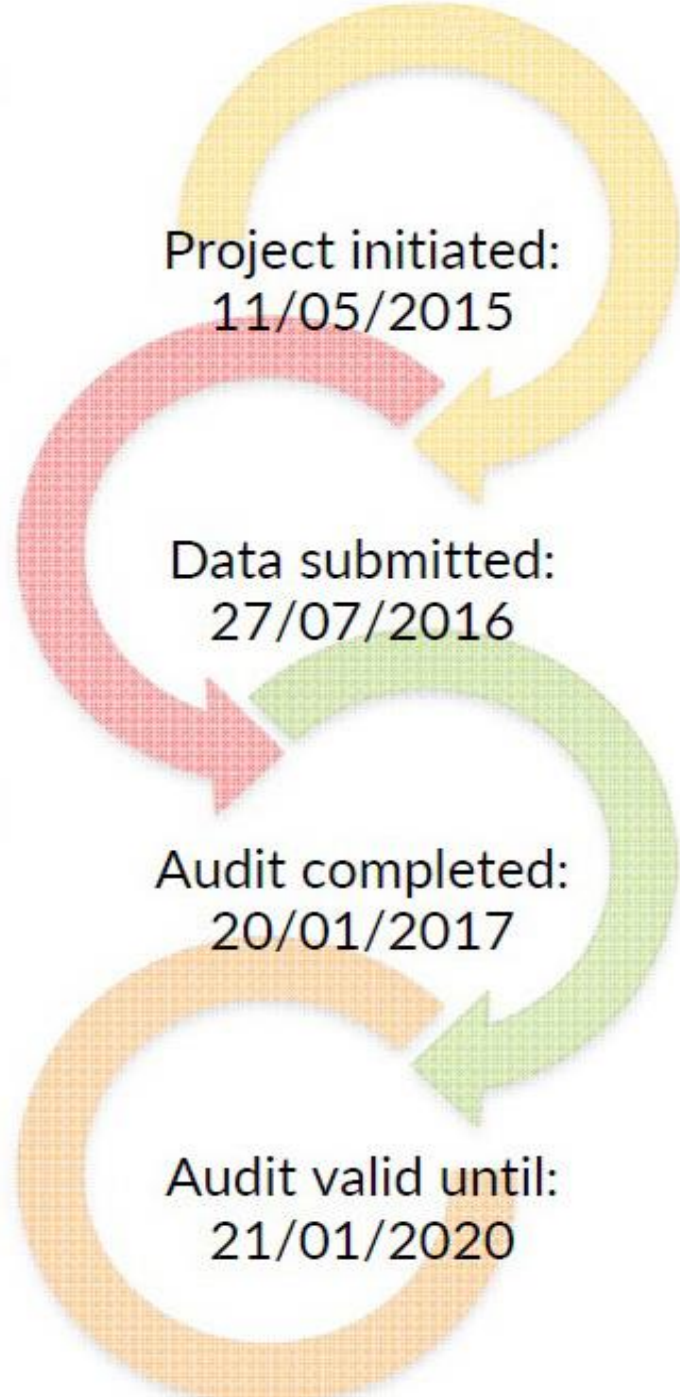 Project initiated:
11/05/2015
Data submitted:
27/07/2016
Audit completed:
20/01/2017
Audit valid until:
21/01/2020